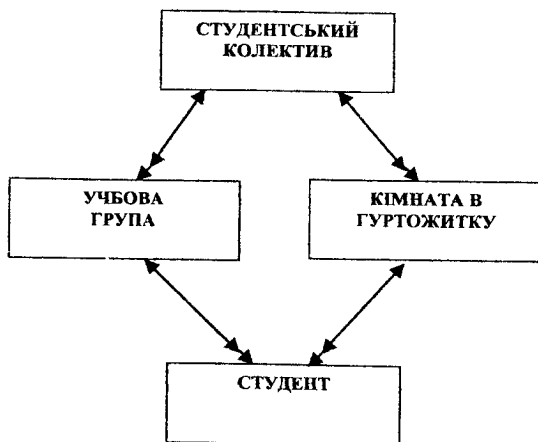 СТУДЕНТСЬКИЙ
КОЛЕКТИВ
УЧБОВА
ГРУПА
КІМНАТА В
ГУРТОЖИТКУ
СТУДЕНТ